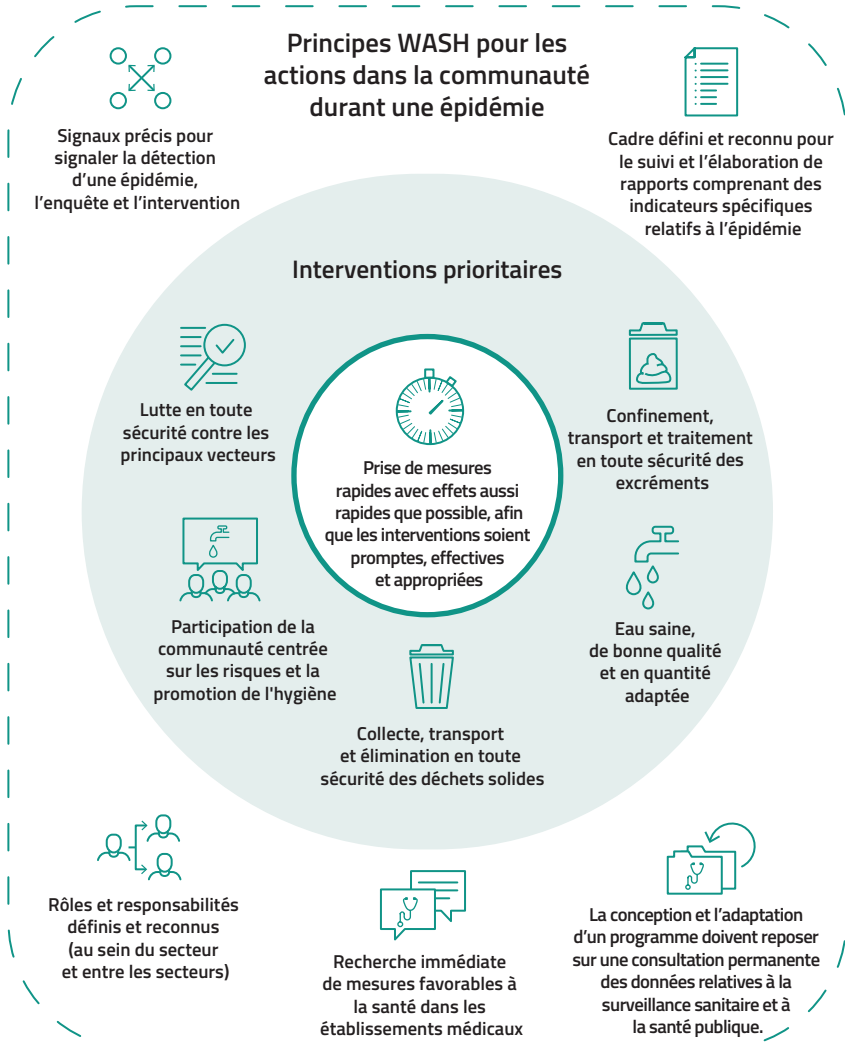 Principes WASH pour les
actions dans la communauté
durant une épidémie
Signaux précis pour
signaler la détection
d'une épidémie,
l'enquête et l'intervention
Cadre défini et reconnu pour
le suivi et l'élaboration de
rapports comprenant des
indicateurs spécifiques
relatifs à l'épidémie
Interventions prioritaires
Lutte en toute
sécurité contre les
principaux vecteurs
Prise de mesures
rapides avec effets aussi
rapides que possible, afin
que les interventions soient
promptes, effectives
et appropriées
Confinement,
transport et traitement
en toute sécurité des
excréments
Participation de la
communauté centrée
sur les risques et la
promotion de l'hygiène
Eau saine,
de bonne qualité
et en quantité
adaptée
Collecte, transport
et élimination en toute
sécurité des déchets solides
Rôles et responsabilités
définis et reconnus
(au sein du secteur
et entre les secteurs)
Recherche immédiate
de mesures favorables à
la santé dans les
établissements médicaux
La conception et l'adaptation
d'un programme doivent reposer
sur une consultation permanente
des données relatives à la
surveillance sanitaire et à
la santé publique.